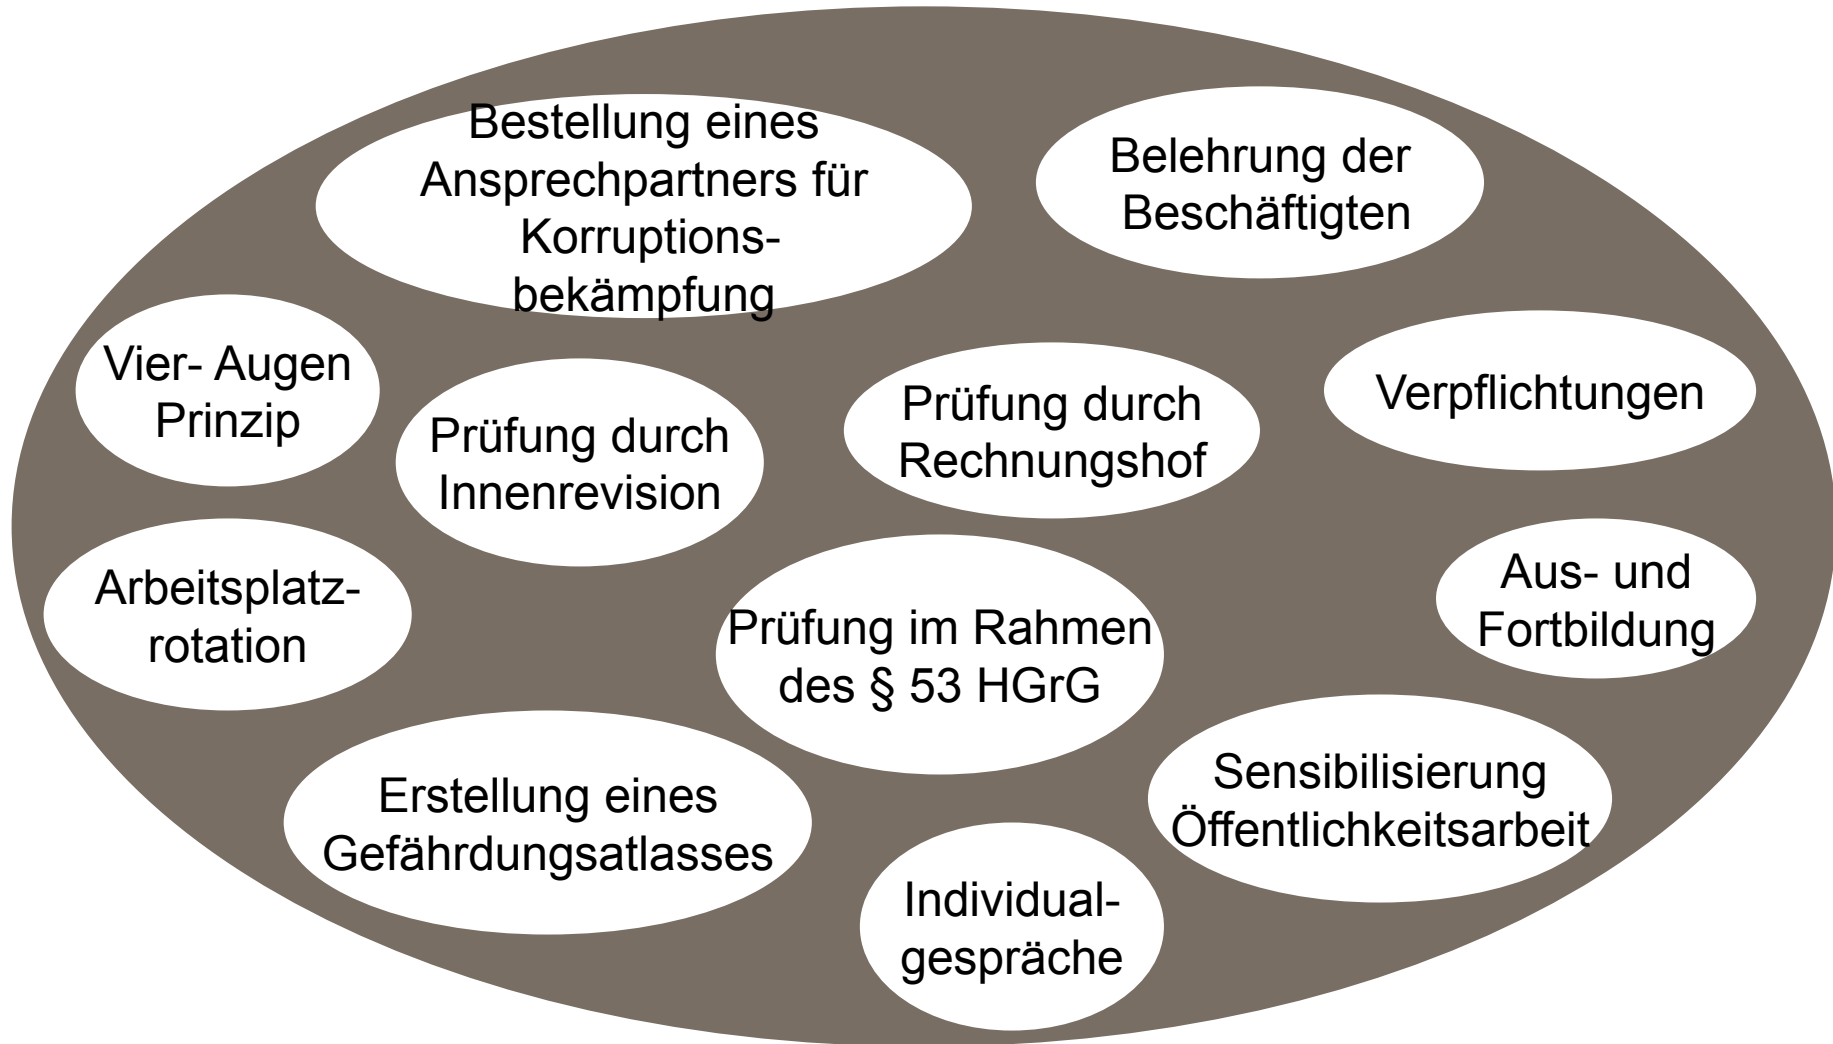 Bestellung eines
Ansprechpartners für
Korruptions-
bekämpfung
Belehrung der
Beschäftigten
Vier- Augen
Prinzip
Prüfung durch
Innenrevision
Prüfung durch
Rechnungshof
Verpflichtungen
Arbeitsplatz-
rotation
Prüfung im Rahmen
des § 53 HGrG
Aus- und
Fortbildung
Erstellung eines
Gefährdungsatlasses
Sensibilisierung
Öffentlichkeitsarbeit
Individual-
gespräche